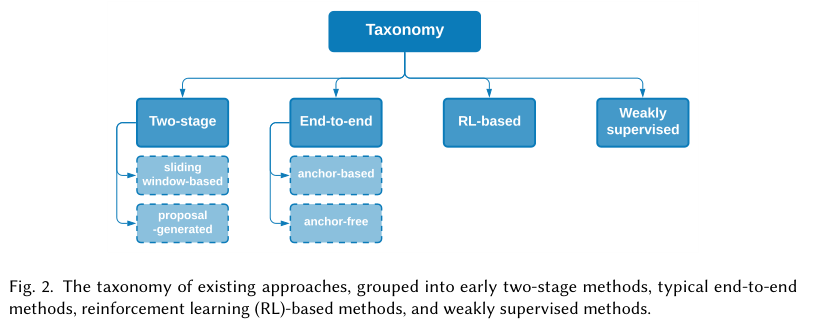 Taxonomy
Two-stage
End-to-end
RL-based
Weakly
supervised
sliding
window-based
anchor-based
proposal
-generated
anchor-free
Fig. 2. The taxonomy of existing approaches, grouped into early two-stage methods, typical end-to-end
methods, reinforcement learning (RL)-based methods, and weakly supervised methods.